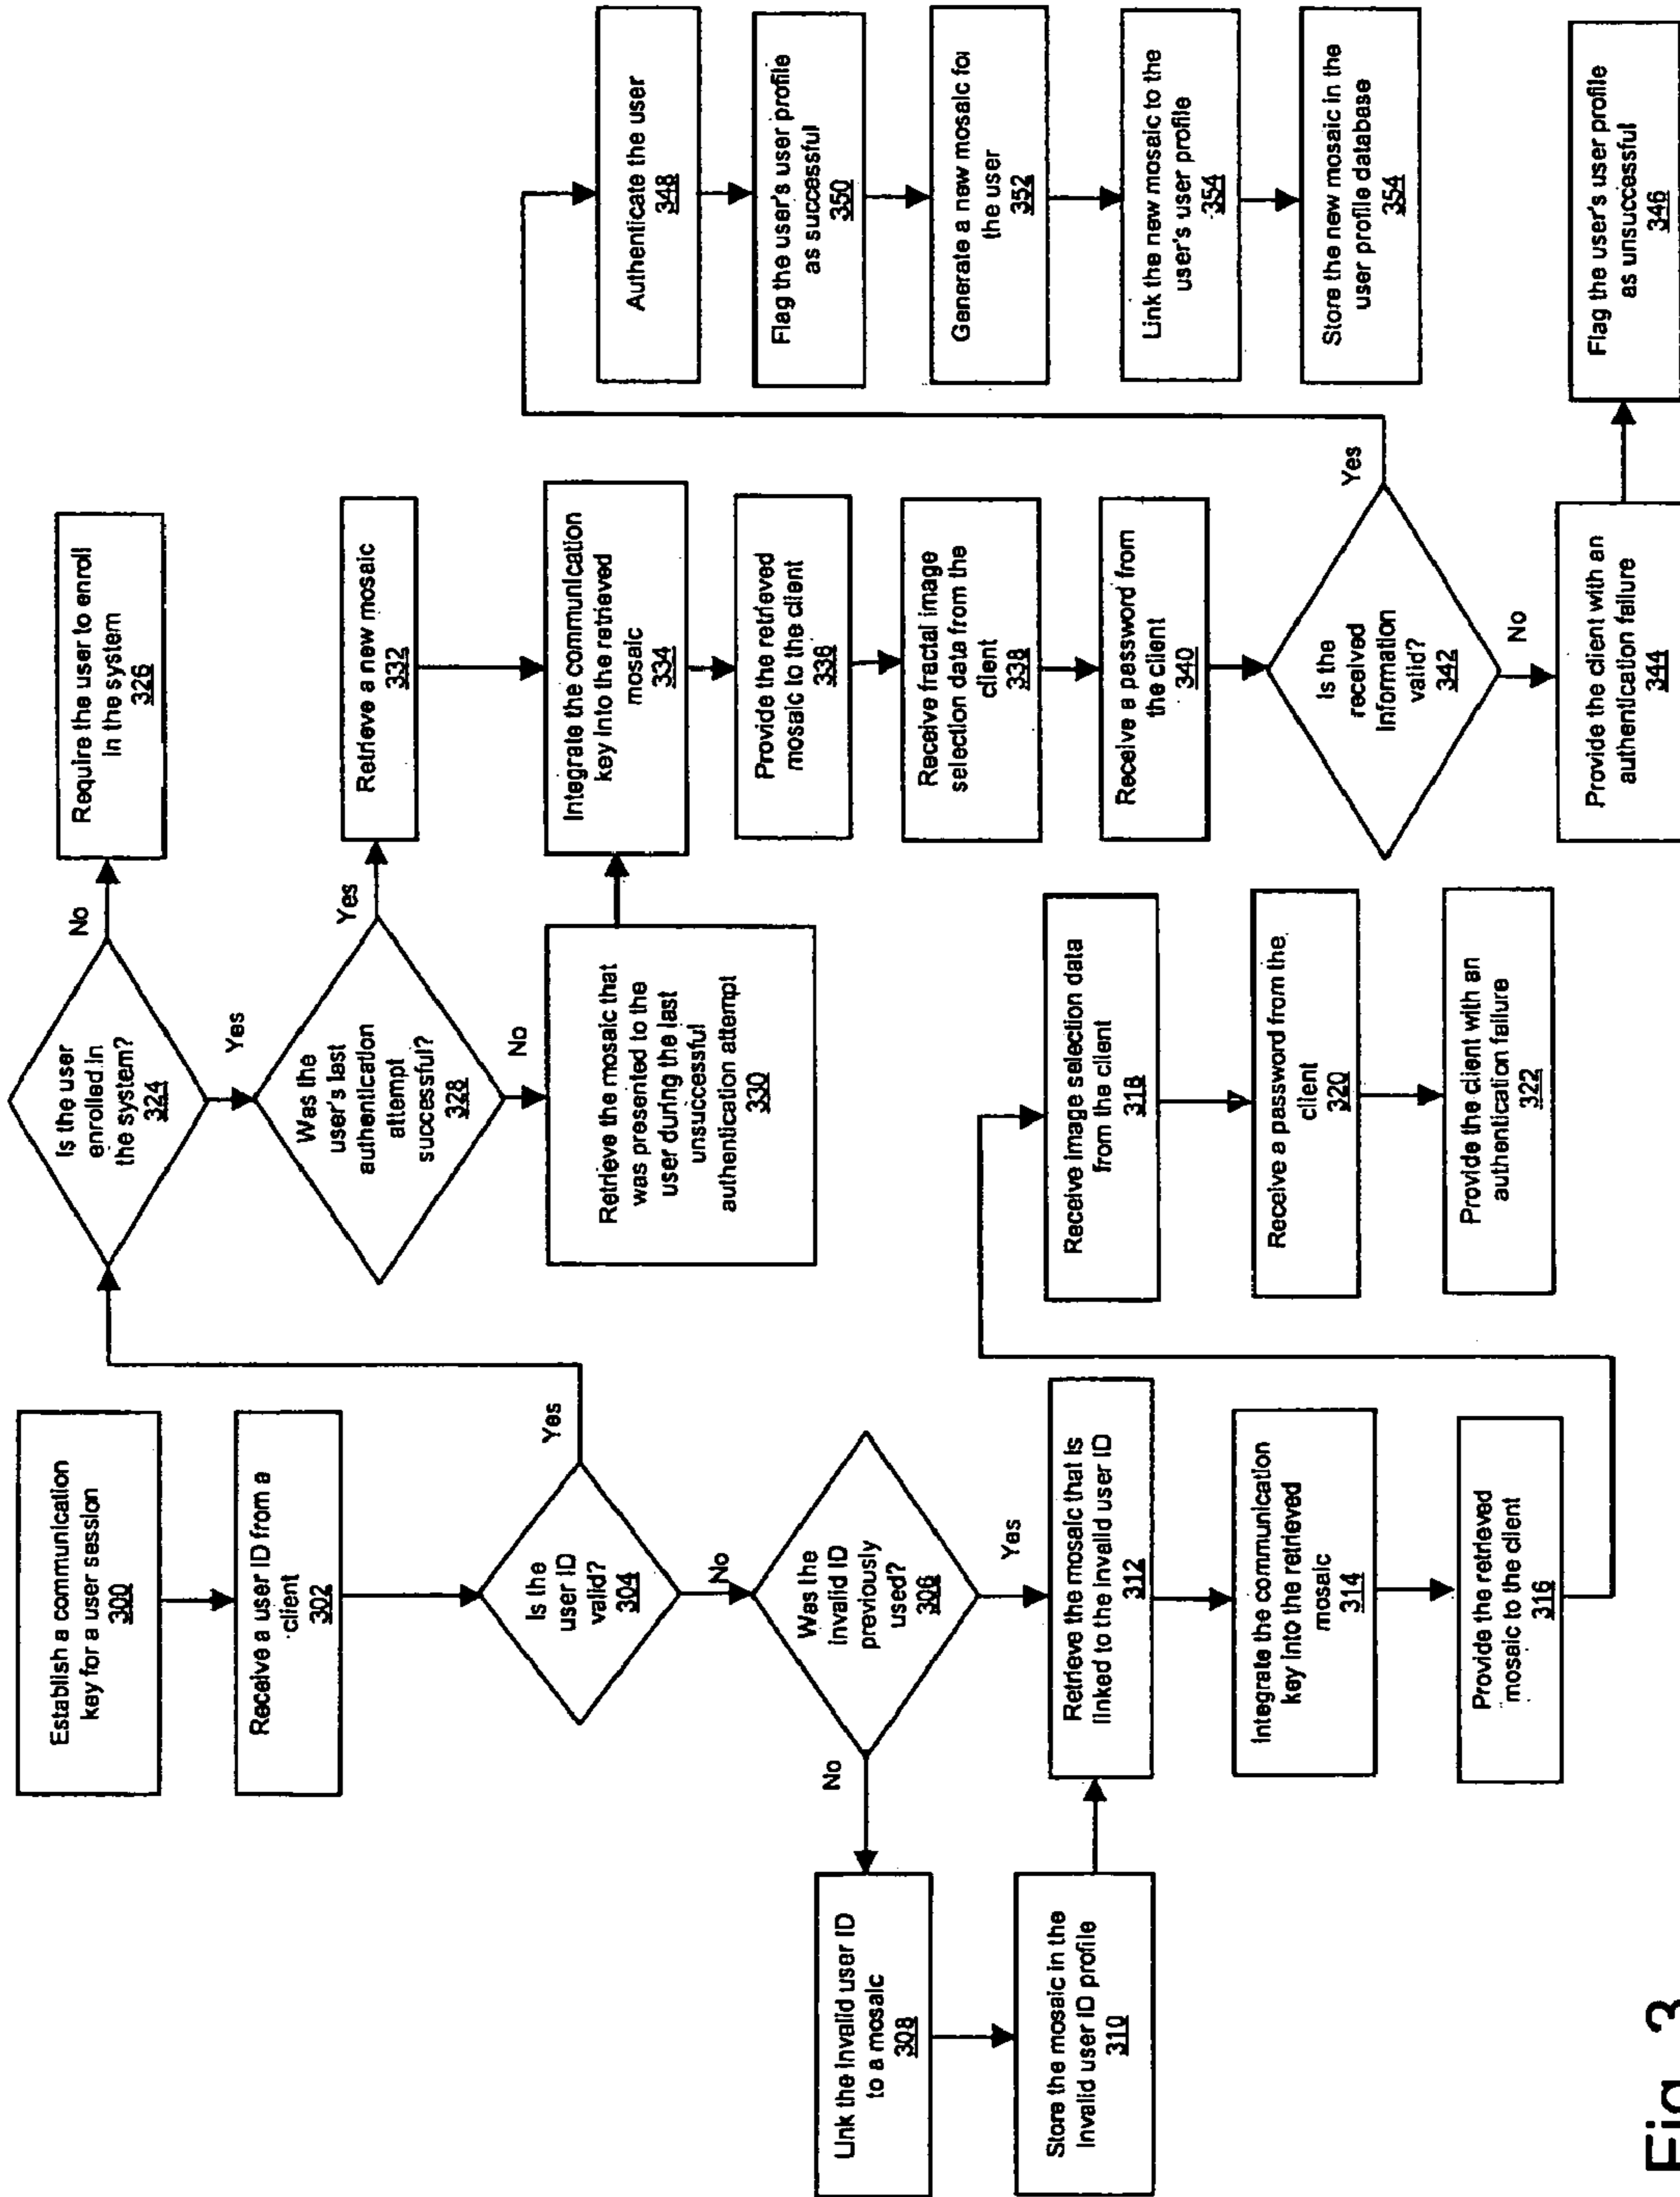 Establish a communication
key for a user session
300
Receive a user ID from a
client
302
Is the
user ID
valid?
304
Yes
No
Was the
invalid ID
previously
used?
306
No
Yes
Link the invalid user ID
to a mosaic
308
Store the mosaic in the
invalid user ID profile
310
Retrieve the mosaic that is
linked to the invalid user ID
312
Integrate the communication
key into the retrieved
mosaic
314
Provide the retrieved
mosaic to the client
316
Receive image selection data
from the client
318
Receive a password from the
client
320
Provide the client with an
authentication failure
322
Is the user
enrolled in
the system?
324
No
Yes
Require the user to enroll
in the system
326
Was the
user's last
authentication
attempt
successful?
328
Yes
No
Retrieve the mosaic that
was presented to the
user during the last
unsuccessful
authentication attempt
330
Retrieve a new mosaic
332
Integrate the communication
key into the retrieved
mosaic
334
Provide the retrieved
mosaic to the client
336
Receive fractal image
selection data from the
client
338
Receive a password from
the client
340
Is the
received
information
valid?
342
Yes
No
Provide the client with an
authentication failure
344
Flag the user's user profile
as unsuccessful
346
Authenticate the user
348
Flag the user's user profile
as successful
350
Generate a new mosaic for
the user
352
Link the new mosaic to the
user's user profile
354
Store the new mosaic in the
user profile database
354
Fig. 3